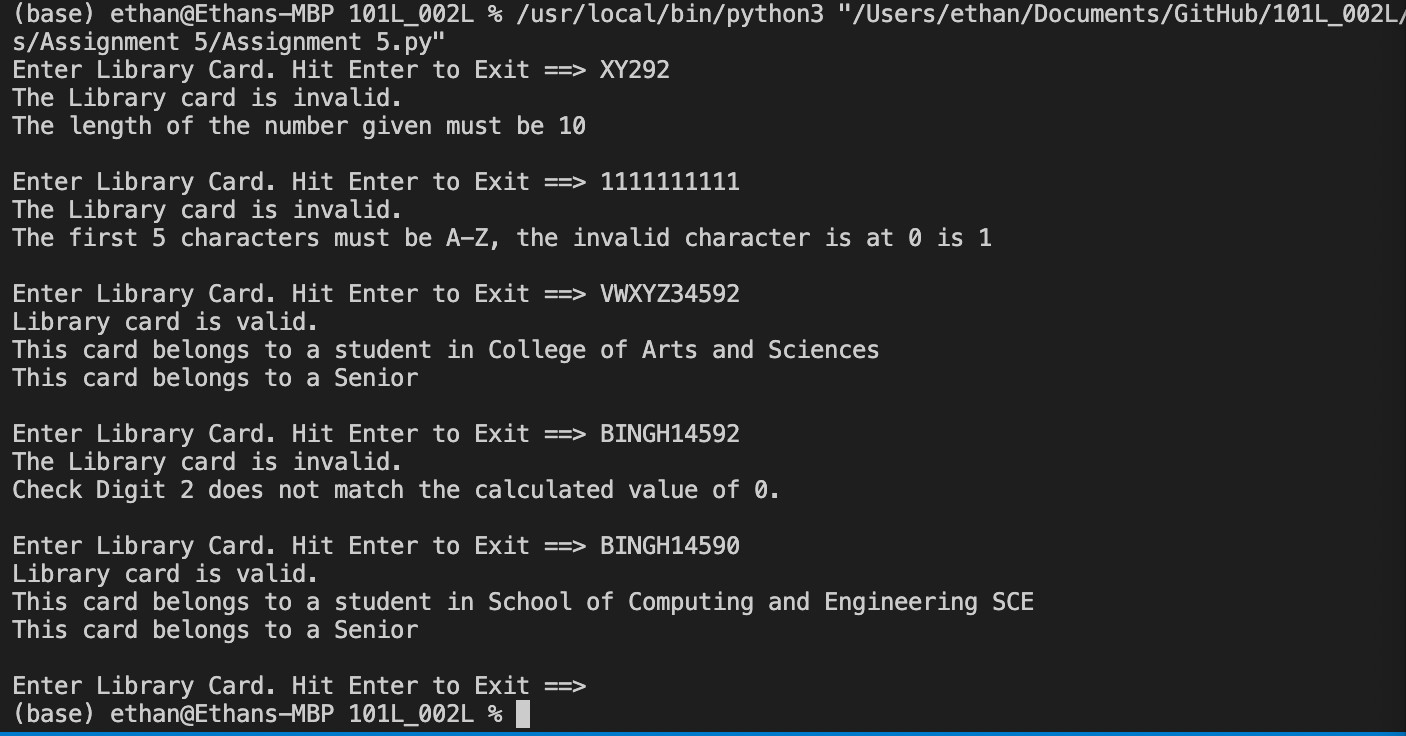 (base) ethan@Ethans-MBP 101L_002L % /usr/local/bin/python3 "/Users/ethan/Documents/GitHub/101L_002L/
s/Assignment 5/Assignment 5.py"
Enter Library Card. Hit Enter to Exit ==> XY292
The Library card is invalid.
The length of the number given must be 10
Enter Library Card. Hit Enter to Exit ==> 1111111111
The Library card is invalid.
The first 5 characters must be A-Z, the invalid character is at 0 is 1
Enter Library Card. Hit Enter to Exit ==> VWXYZ34592
Library card is valid.
This card belongs to a student in College of Arts and Sciences
This card belongs to a Senior
Enter Library Card. Hit Enter to Exit ==> BINGH14592
The Library card is invalid.
Check Digit 2 does not match the calculated value of 0.
Enter Library Card. Hit Enter to Exit ==> BINGH14590
Library card is valid.
This card belongs to a student in School of Computing and Engineering SCE
This card belongs to a Senior
Enter Library Card. Hit Enter to Exit ==>
(base) ethan@Ethans-MBP 101L_002L %